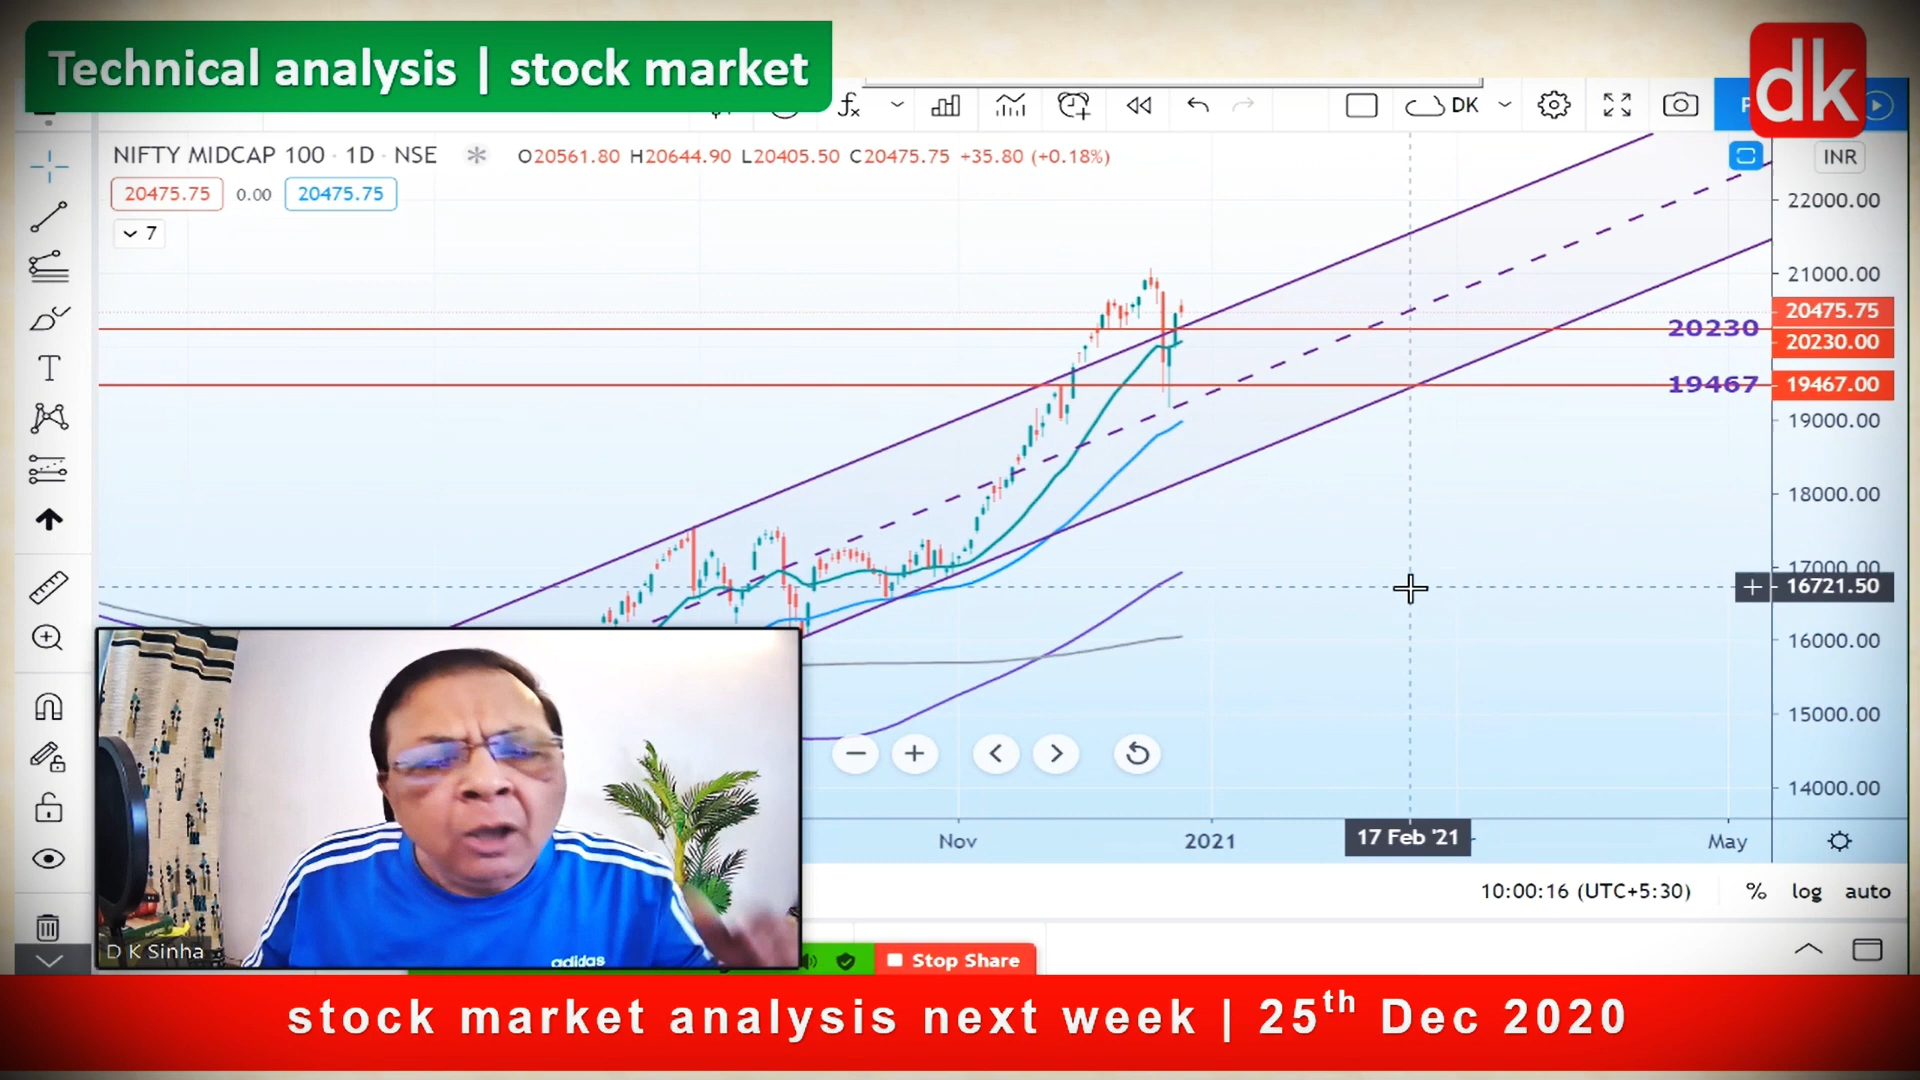 Technical analysis | stock market
dk
fx
DK
NIFTY MIDCAP 100 · 1D · NSE
O20561.80 H20644.90 L20405.50 C20475.75 +35.80 (+0.18%)
INR
20475.75 0.00 20475.75
7
22000.00
21000.00
20475.75
20230
20230.00
19467
19467.00
19000.00
18000.00
17000.00
16721.50
16000.00
15000.00
14000.00
Nov
2021
17 Feb '21
May
10:00:16 (UTC+5:30)
%
log
auto
D K Sinha
adidas
Stop Share
stock market analysis next week | 25th Dec 2020